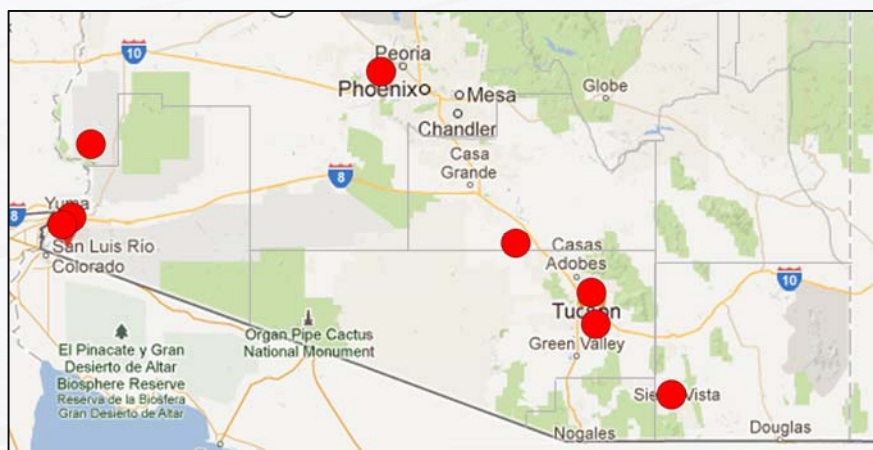 10
Peoria
Phoenix
Mesa
Globe
Chandler
Casa
Grande
8
8
Yuma
San Luis Río
Colorado
Casas
Adobes
10
Tucson
Organ Pipe Cactus
National Monument
El Pinacate y Gran
Desierto de Altar
Biosphere Reserve
Reserva de la Biosfera
Gran Desierto de Altar
Green Valley
Sierra Vista
Nogales
Douglas